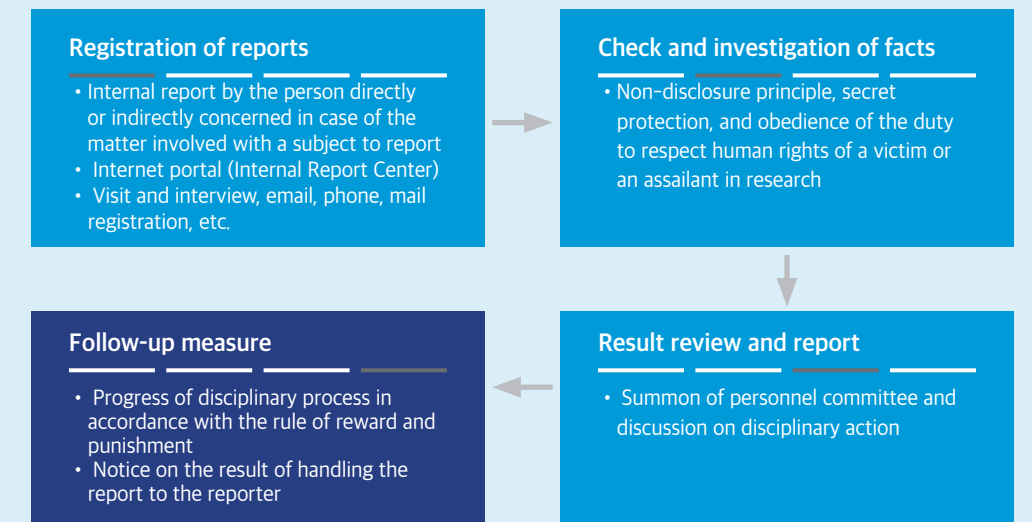 Registration of reports
• Internal report by the person directly
or indirectly concerned in case of the
matter involved with a subject to report
• Internet portal (Internal Report Center)
• Visit and interview, email, phone, mail
registration, etc.
Check and investigation of facts
• Non-disclosure principle, secret
protection, and obedience of the duty
to respect human rights of a victim or
an assailant in research
Result review and report
• Summon of personnel committee and
discussion on disciplinary action
Follow-up measure
• Progress of disciplinary process in
accordance with the rule of reward and
punishment
• Notice on the result of handling the
report to the reporter